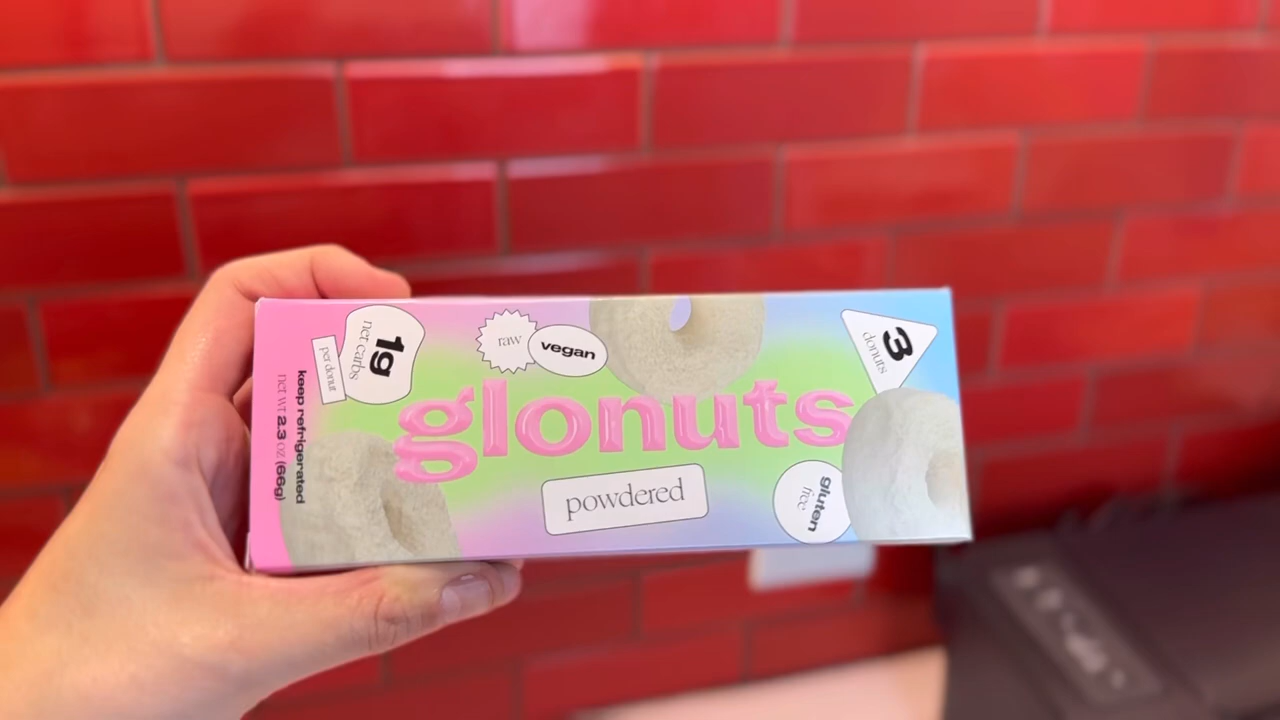 1g
net carbs
per donut
keep refrigerated
net wt 2.3 oz (66g)
raw
vegan
3
donuts
glonuts
powdered
gluten
free